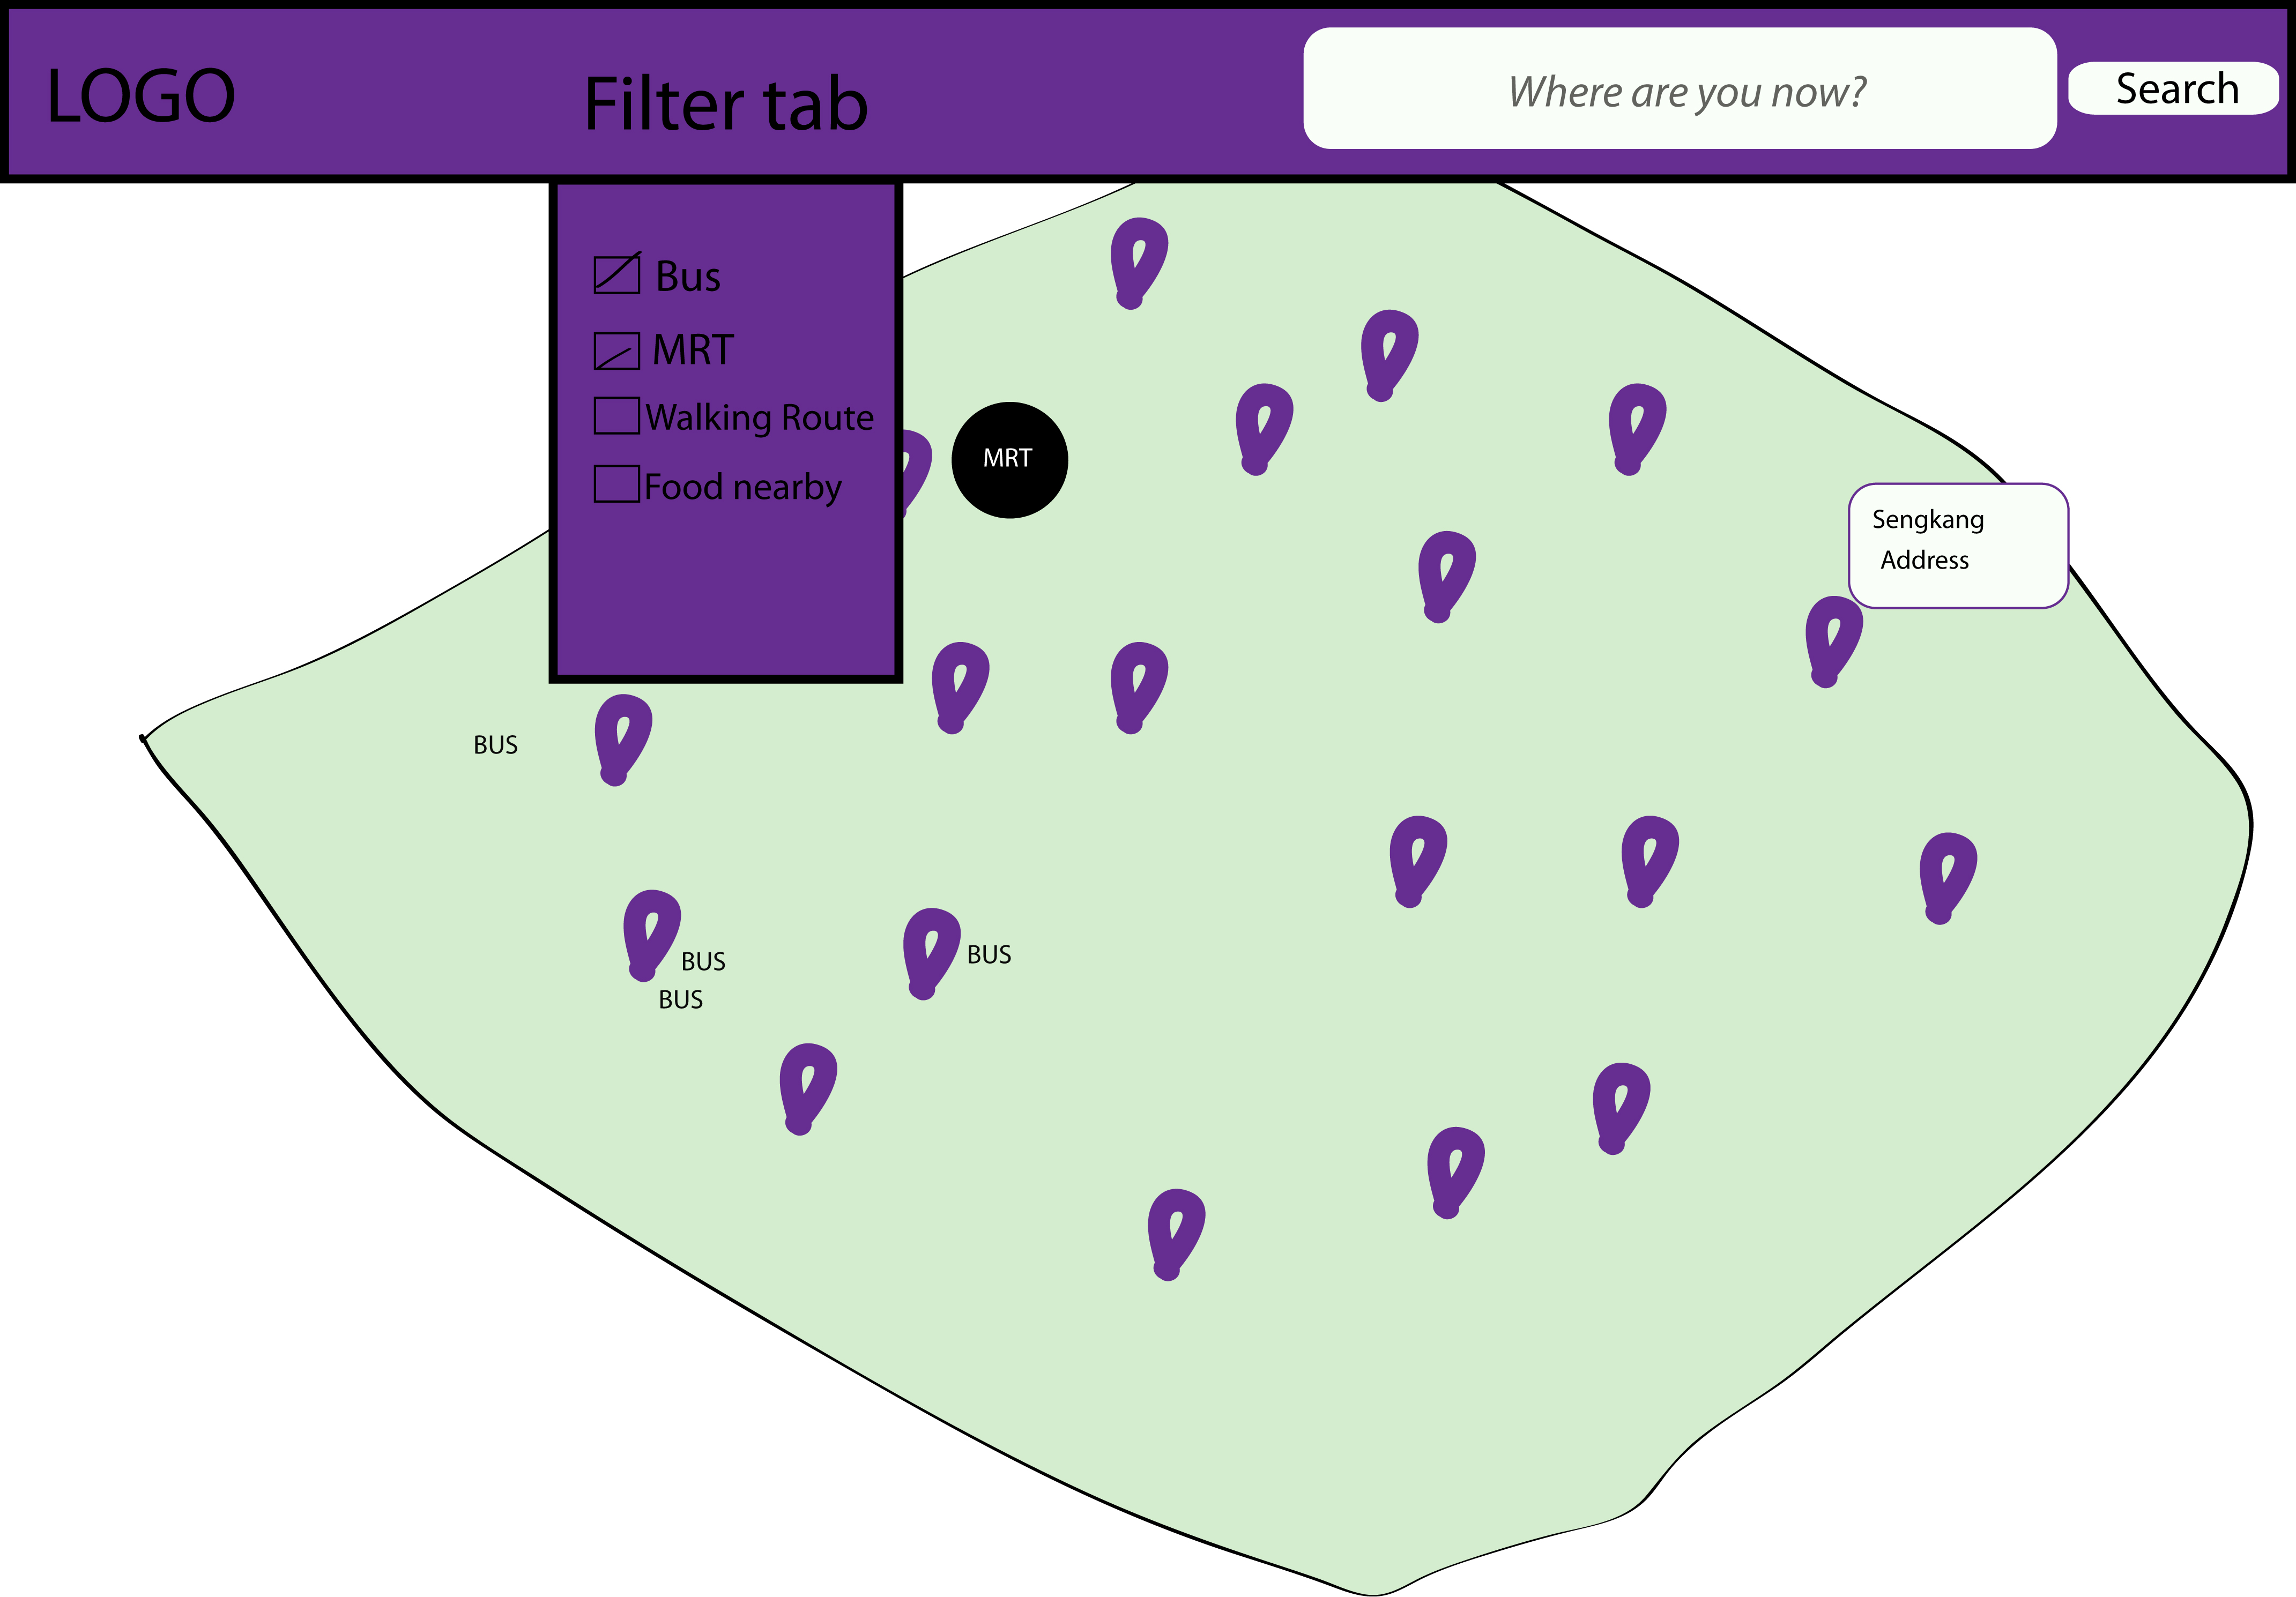 LOGO
Filter tab
Where are you now?
Search
Bus
MRT
Walking Route
Food nearby
MRT
Sengkang
Address
BUS
BUS
BUS
BUS